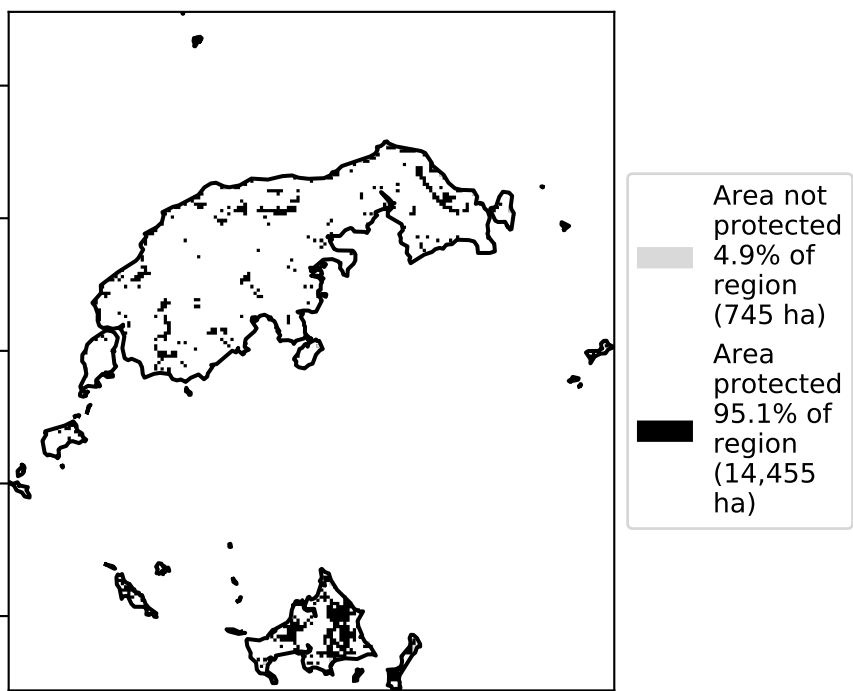 Area not
protected
4.9% of
region
(745 ha)
Area
protected
95.1% of
region
(14,455
ha)